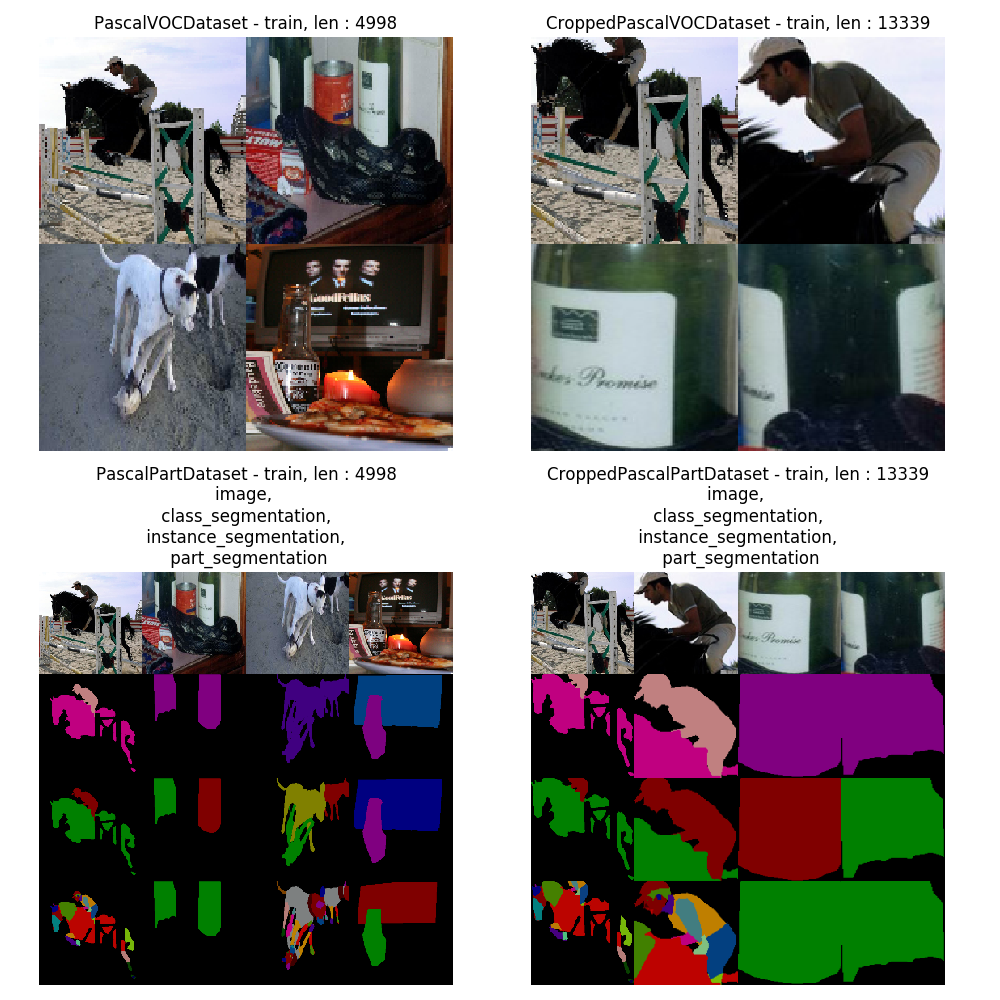 PascalVOCDataset - train, len : 4998
CroppedPascalVOCDataset - train, len : 13339
GoodFellas
Promise
PascalPartDataset - train, len : 4998
image,
class_segmentation,
instance_segmentation,
part_segmentation
CroppedPascalPartDataset - train, len : 13339
image,
class_segmentation,
instance_segmentation,
part_segmentation
Promise